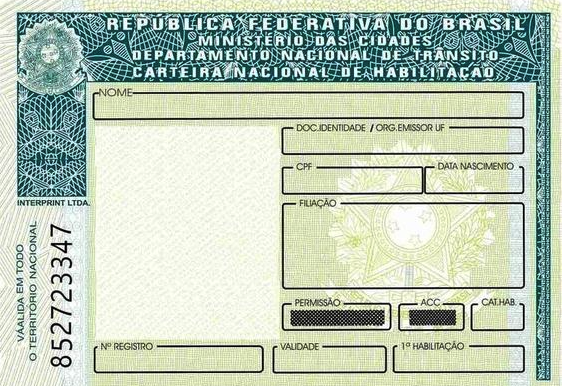 REPÚBLICA FEDERATIVA DO BRASIL
MINISTÉRIO DAS CIDADES
DEPARTAMENTO NACIONAL DE TRÂNSITO
CARTEIRA NACIONAL DE HABILITAÇÃO
NOME
DOC.IDENTIDADE / ORG.EMISSOR UF
CPF
DATA NASCIMENTO
INTERPRINT LTDA.
FILIAÇÃO
VÁALIDA EM TODO
O TERRITÓRIO NACIONAL
852723347
PERMISSÃO
ACC
CAT.HAB.
Nº REGISTRO
VALIDADE
1ª HABILITAÇÃO